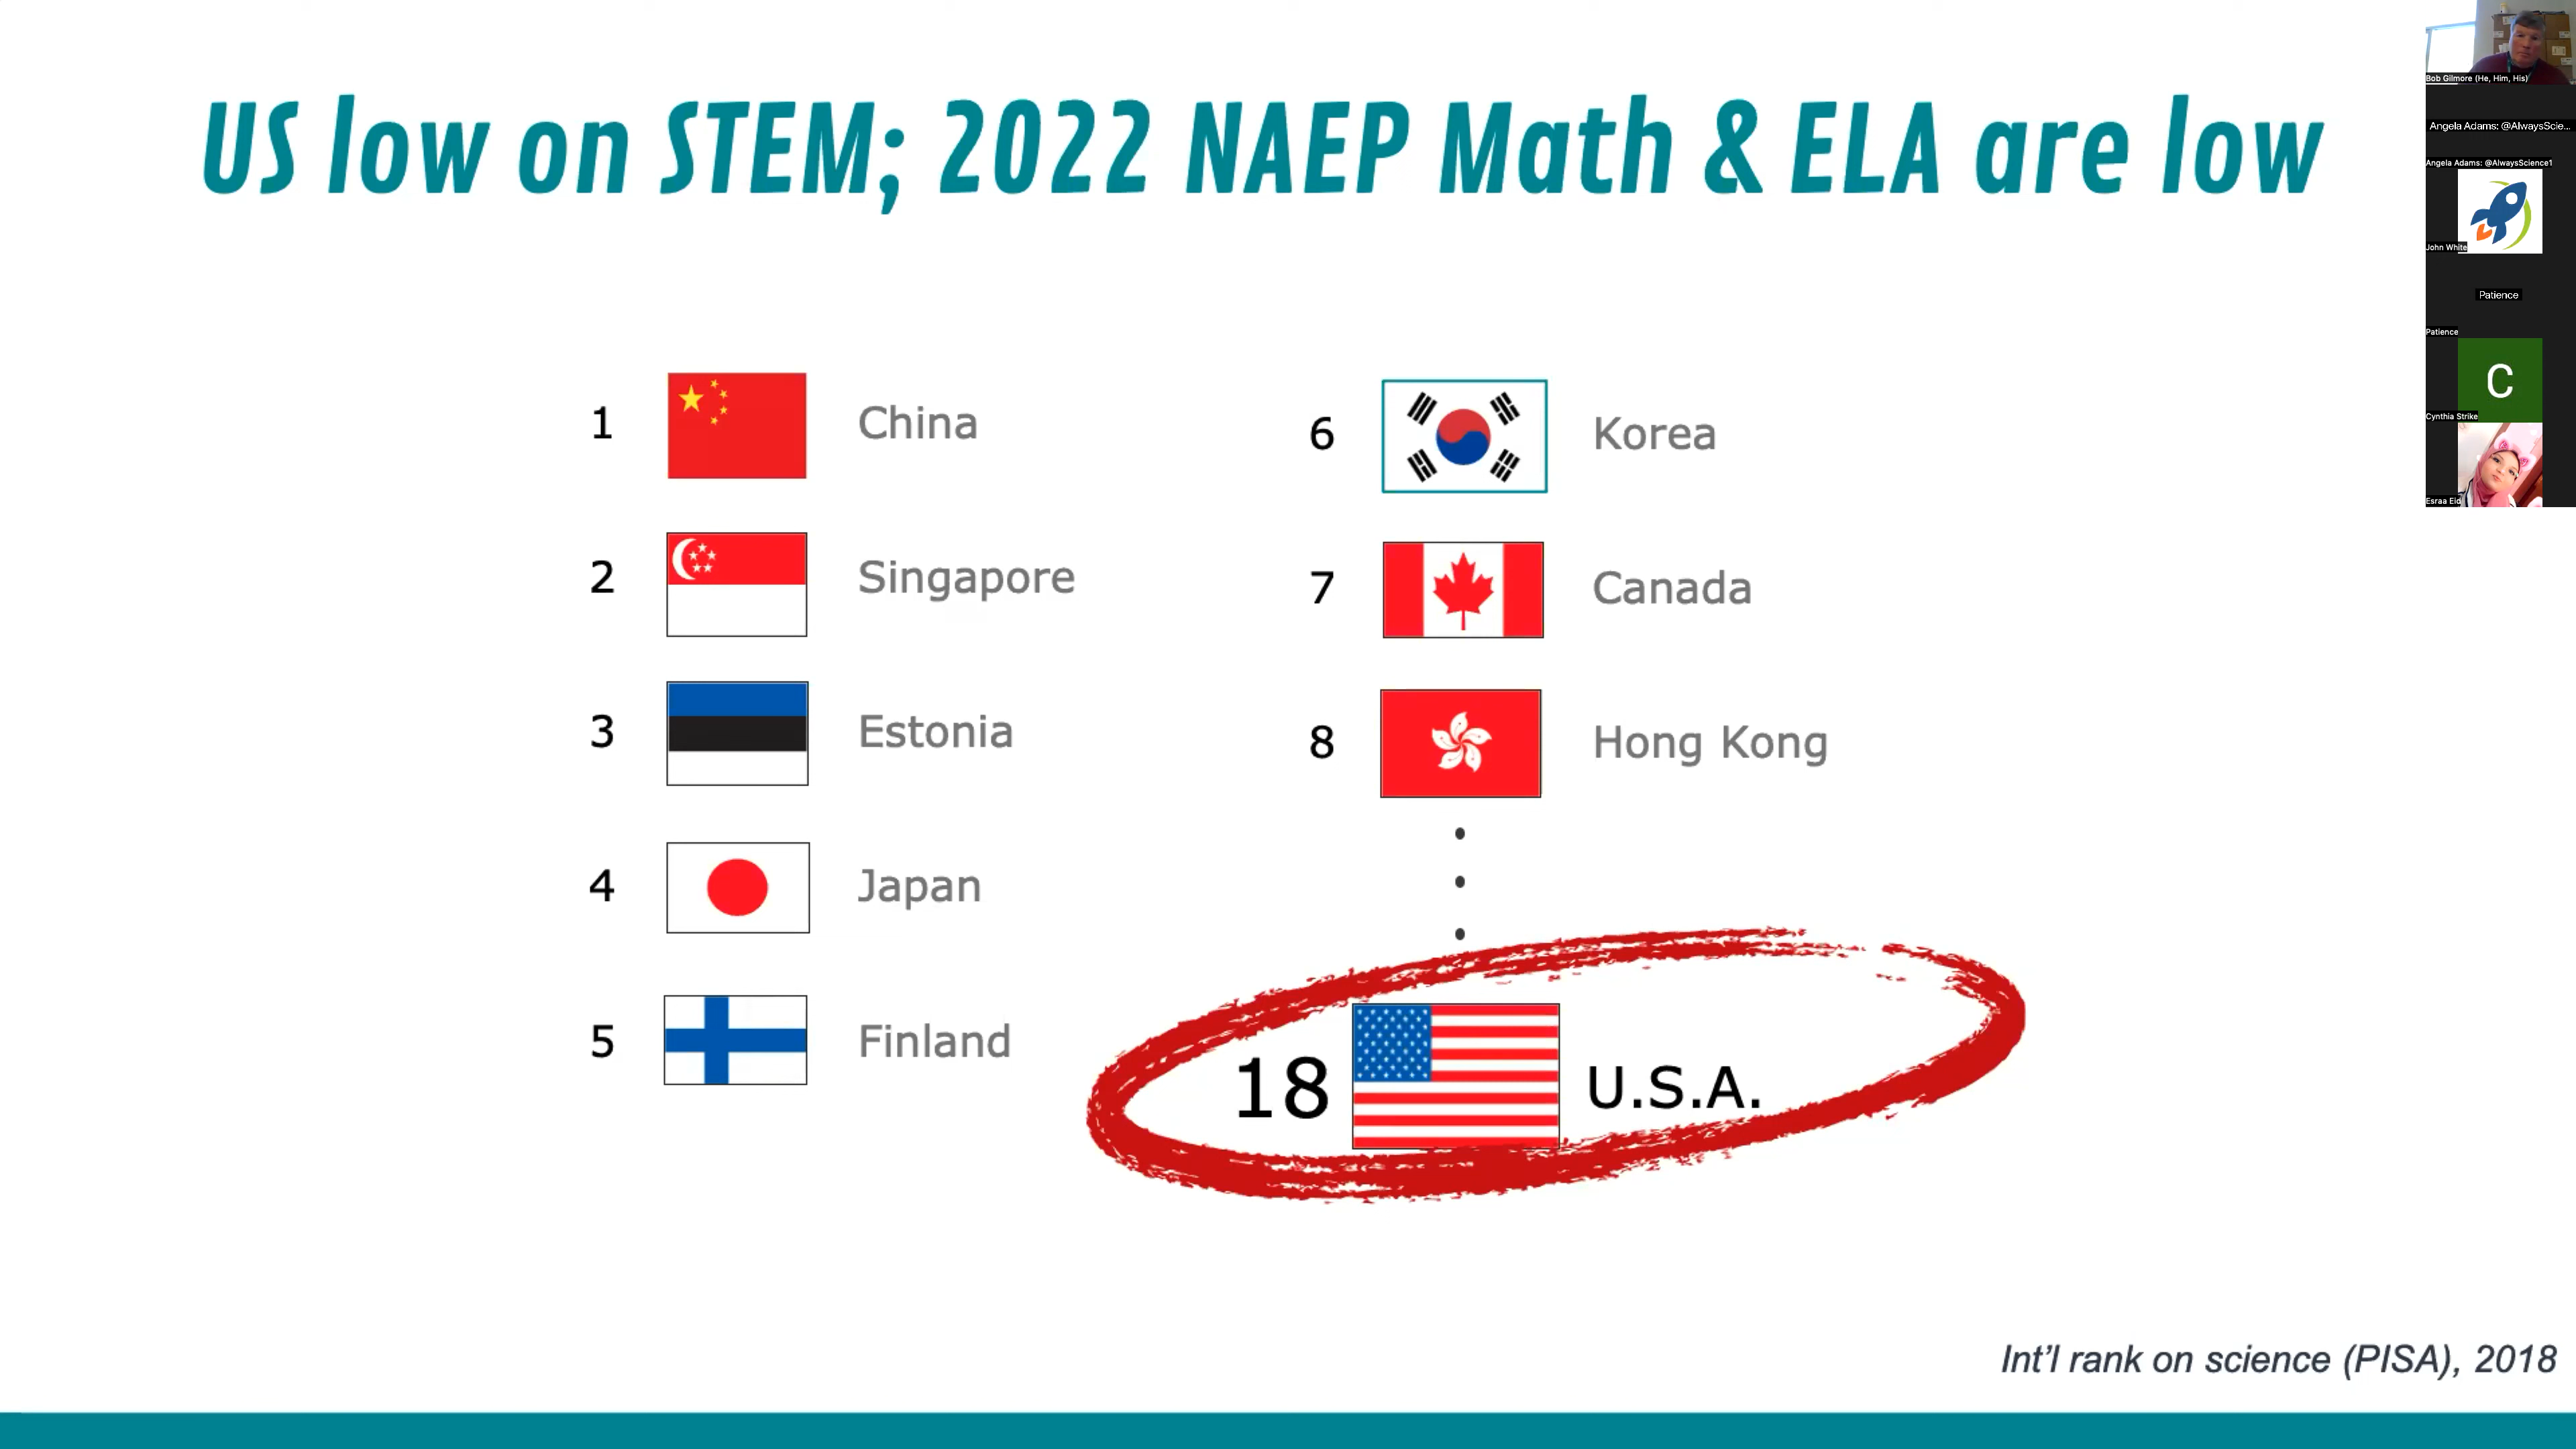 US low on STEM; 2022 NAEP Math & ELA are low
1 China
2 Singapore
3 Estonia
4 Japan
5 Finland
6 Korea
7 Canada
8 Hong Kong
18 U.S.A.
Int'l rank on science (PISA), 2018
Bob Gilmore (He, Him, His)
Angela Adams: @AlwaysScie...
Angela Adams: @AlwaysScience1
John White
Patience
Patience
C
Cynthia Strike
Esraa Eid